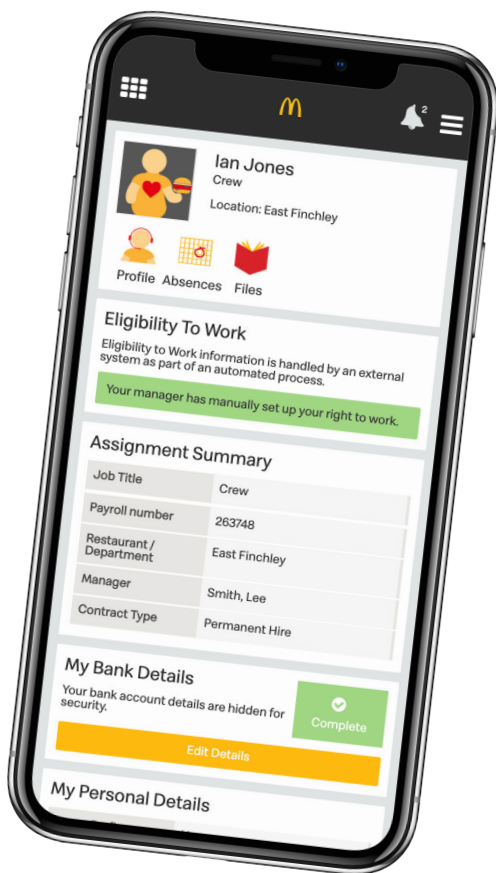 2
Ian Jones
Crew
Location: East Finchley
Profile Absences Files
Eligibility To Work
Eligibility to Work information is handled by an external
system as part of an automated process.
Your manager has manually set up your right to work.
Assignment Summary
Job Title Crew
Payroll number 263748
Restaurant /
Department East Finchley
Manager Smith, Lee
Contract Type Permanent Hire
My Bank Details
Your bank account details are hidden for
security.
Complete
Edit Details
My Personal Details